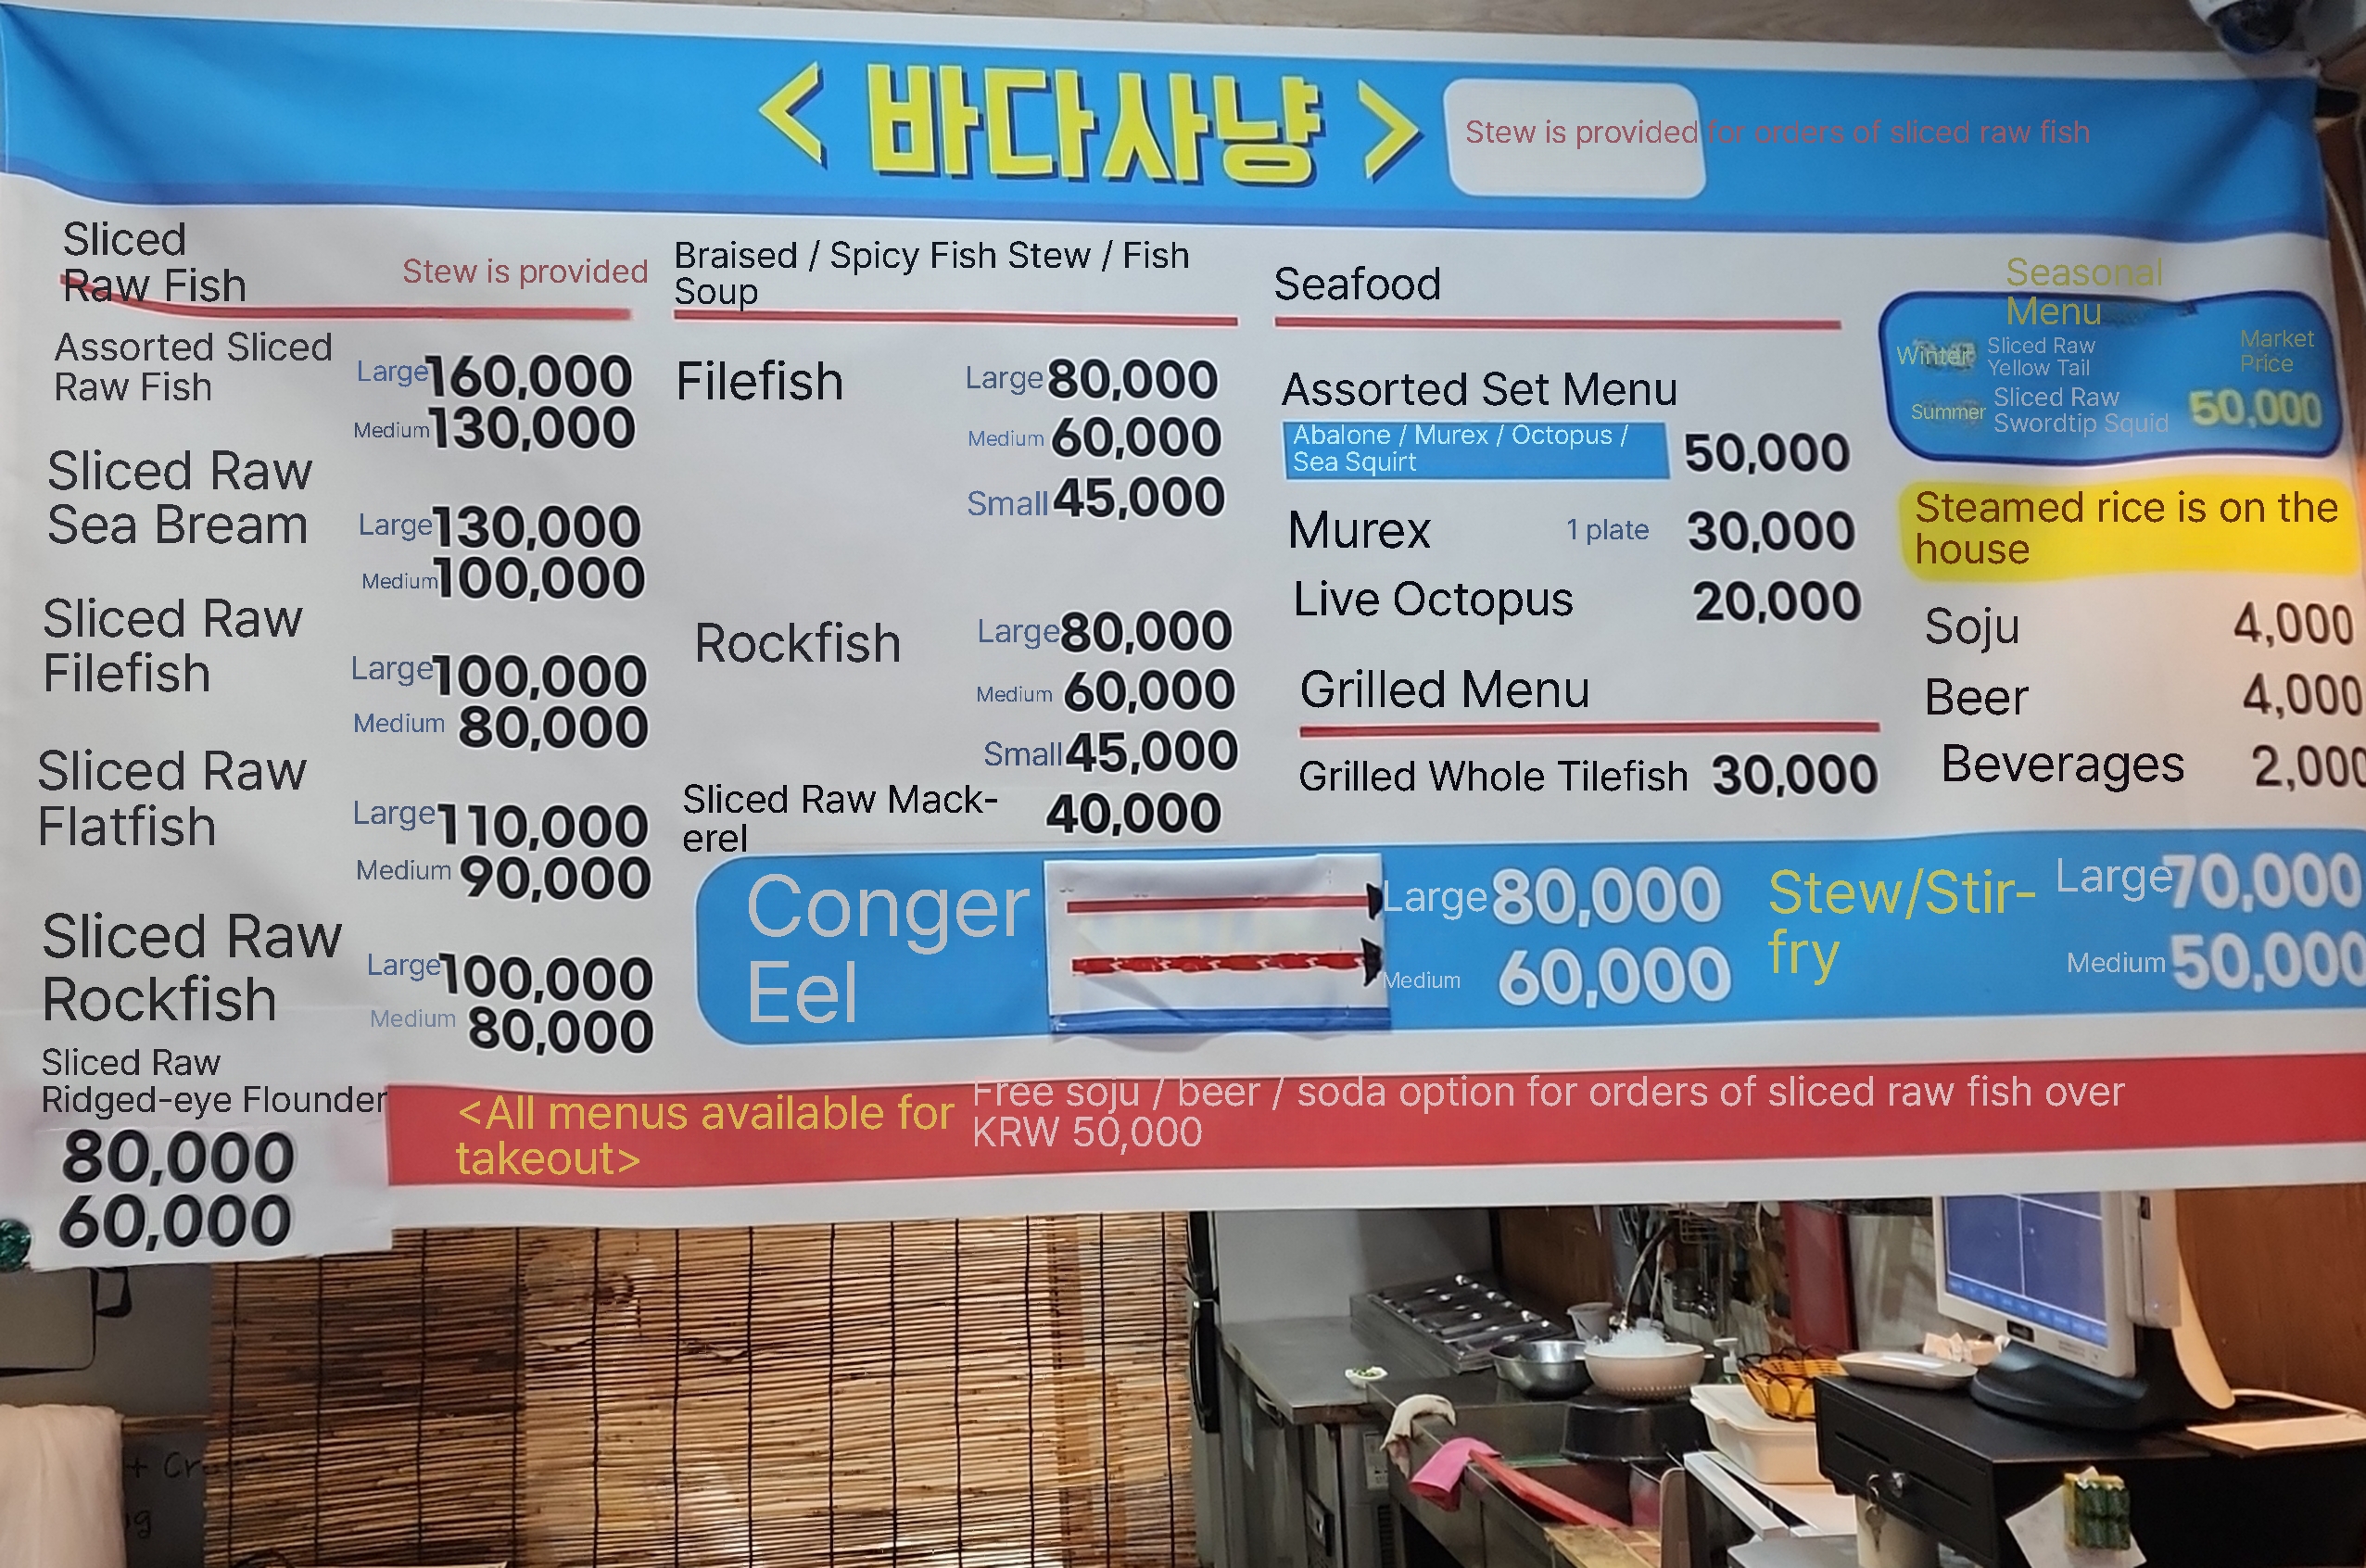 <바다사냥>
Stew is provided for orders of sliced raw fish
Sliced
Raw Fish
Stew is provided
Assorted Sliced
Raw Fish
Large 160,000
Medium 130,000
Sliced Raw
Sea Bream
Large 130,000
Medium 100,000
Sliced Raw
Filefish
Large 100,000
Medium 80,000
Sliced Raw
Flatfish
Large 110,000
Medium 90,000
Sliced Raw
Rockfish
Large 100,000
Medium 80,000
Sliced Raw
Ridged-eye Flounder
80,000
60,000
Braised / Spicy Fish Stew / Fish
Soup
Filefish
Large 80,000
Medium 60,000
Small 45,000
Rockfish
Large 80,000
Medium 60,000
Small 45,000
Sliced Raw Mack-
erel
40,000
Seafood
Assorted Set Menu
Abalone / Murex / Octopus /
Sea Squirt
50,000
Murex 1 plate 30,000
Live Octopus 20,000
Grilled Menu
Grilled Whole Tilefish 30,000
Seasonal
Menu
Winter
Sliced Raw
Yellow Tail
Market
Price
Summer
Sliced Raw
Swordtip Squid
50,000
Steamed rice is on the
house
Soju 4,000
Beer 4,000
Beverages 2,000
Conger
Eel
Large 80,000
Medium 60,000
Stew/Stir-
fry
Large 70,000
Medium 50,000
<All menus available for
takeout>
Free soju / beer / soda option for orders of sliced raw fish over
KRW 50,000